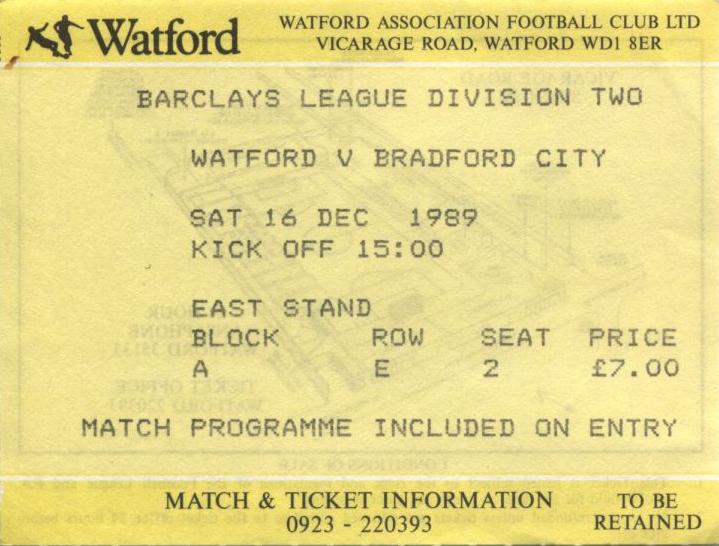 Watford
WATFORD ASSOCIATION FOOTBALL CLUB LTD
VICARAGE ROAD, WATFORD WD1 8ER
BARCLAYS LEAGUE DIVISION TWO
WATFORD V BRADFORD CITY
SAT 16 DEC 1989
KICK OFF 15:00
EAST STAND
BLOCK ROW SEAT PRICE
A E 2 £7.00
MATCH PROGRAMME INCLUDED ON ENTRY
MATCH & TICKET INFORMATION
0923 - 220393
TO BE
RETAINED